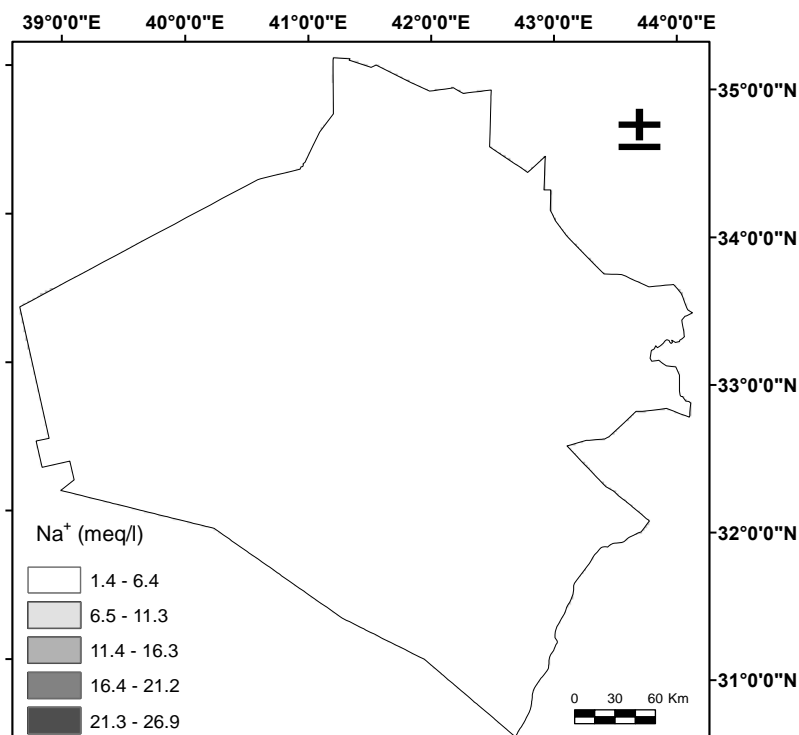 39°0'0"E 40°0'0"E 41°0'0"E 42°0'0"E 43°0'0"E 44°0'0"E
35°0'0"N
34°0'0"N
33°0'0"N
32°0'0"N
31°0'0"N
Na⁺ (meq/l)
1.4 - 6.4
6.5 - 11.3
11.4 - 16.3
16.4 - 21.2
21.3 - 26.9
0 30 60 Km